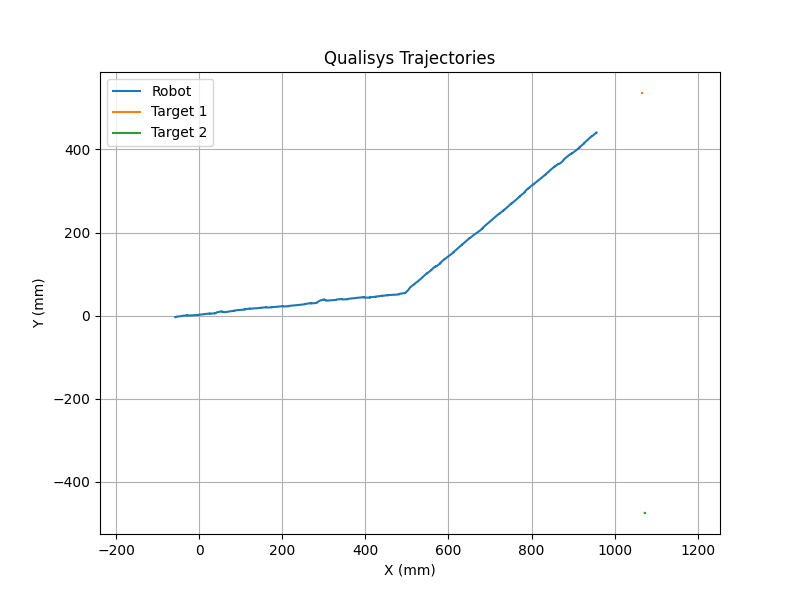 Qualisys Trajectories
Robot
Target 1
Target 2
400
200
0
−200
−400
Y (mm)
−200 0 200 400 600 800 1000 1200
X (mm)